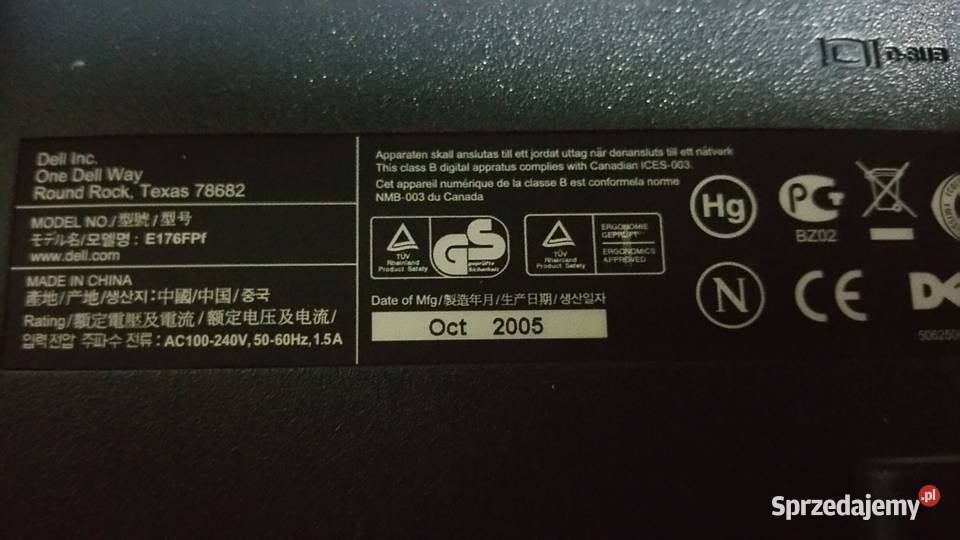 D-SUB
Dell Inc.
One Dell Way
Round Rock, Texas 78682
MODEL NO./型號/型号
モデル名/모델명 : E176FPf
www.dell.com
MADE IN CHINA
產地/产地/생산지: 中國/中国/중국
Rating/額定電壓及電流/额定电压及电流/
입력전압 주파수 전류 : AC100-240V, 50-60Hz, 1.5A
Apparaten skall anslutas till ett jordat uttag när denansluts till ett nätverk
This class B digital appratus complies with Canadian ICES-003.
Cet appareil numérique de la classe B est conformela norme
NMB-003 du Canada
TÜV
Rheinland
Product Safety
GS
geprüfte
Sicherheit
TÜV
Rheinland
Product Safety
ERGONOMIE
GEPRÜFT
ERGONOMICS
APPROVED
Date of Mfg/製造年月/生产日期/생산일자
Oct 2005
Hg
PCT
BZ02
N
CE
506250
Sprzedajemy.pl